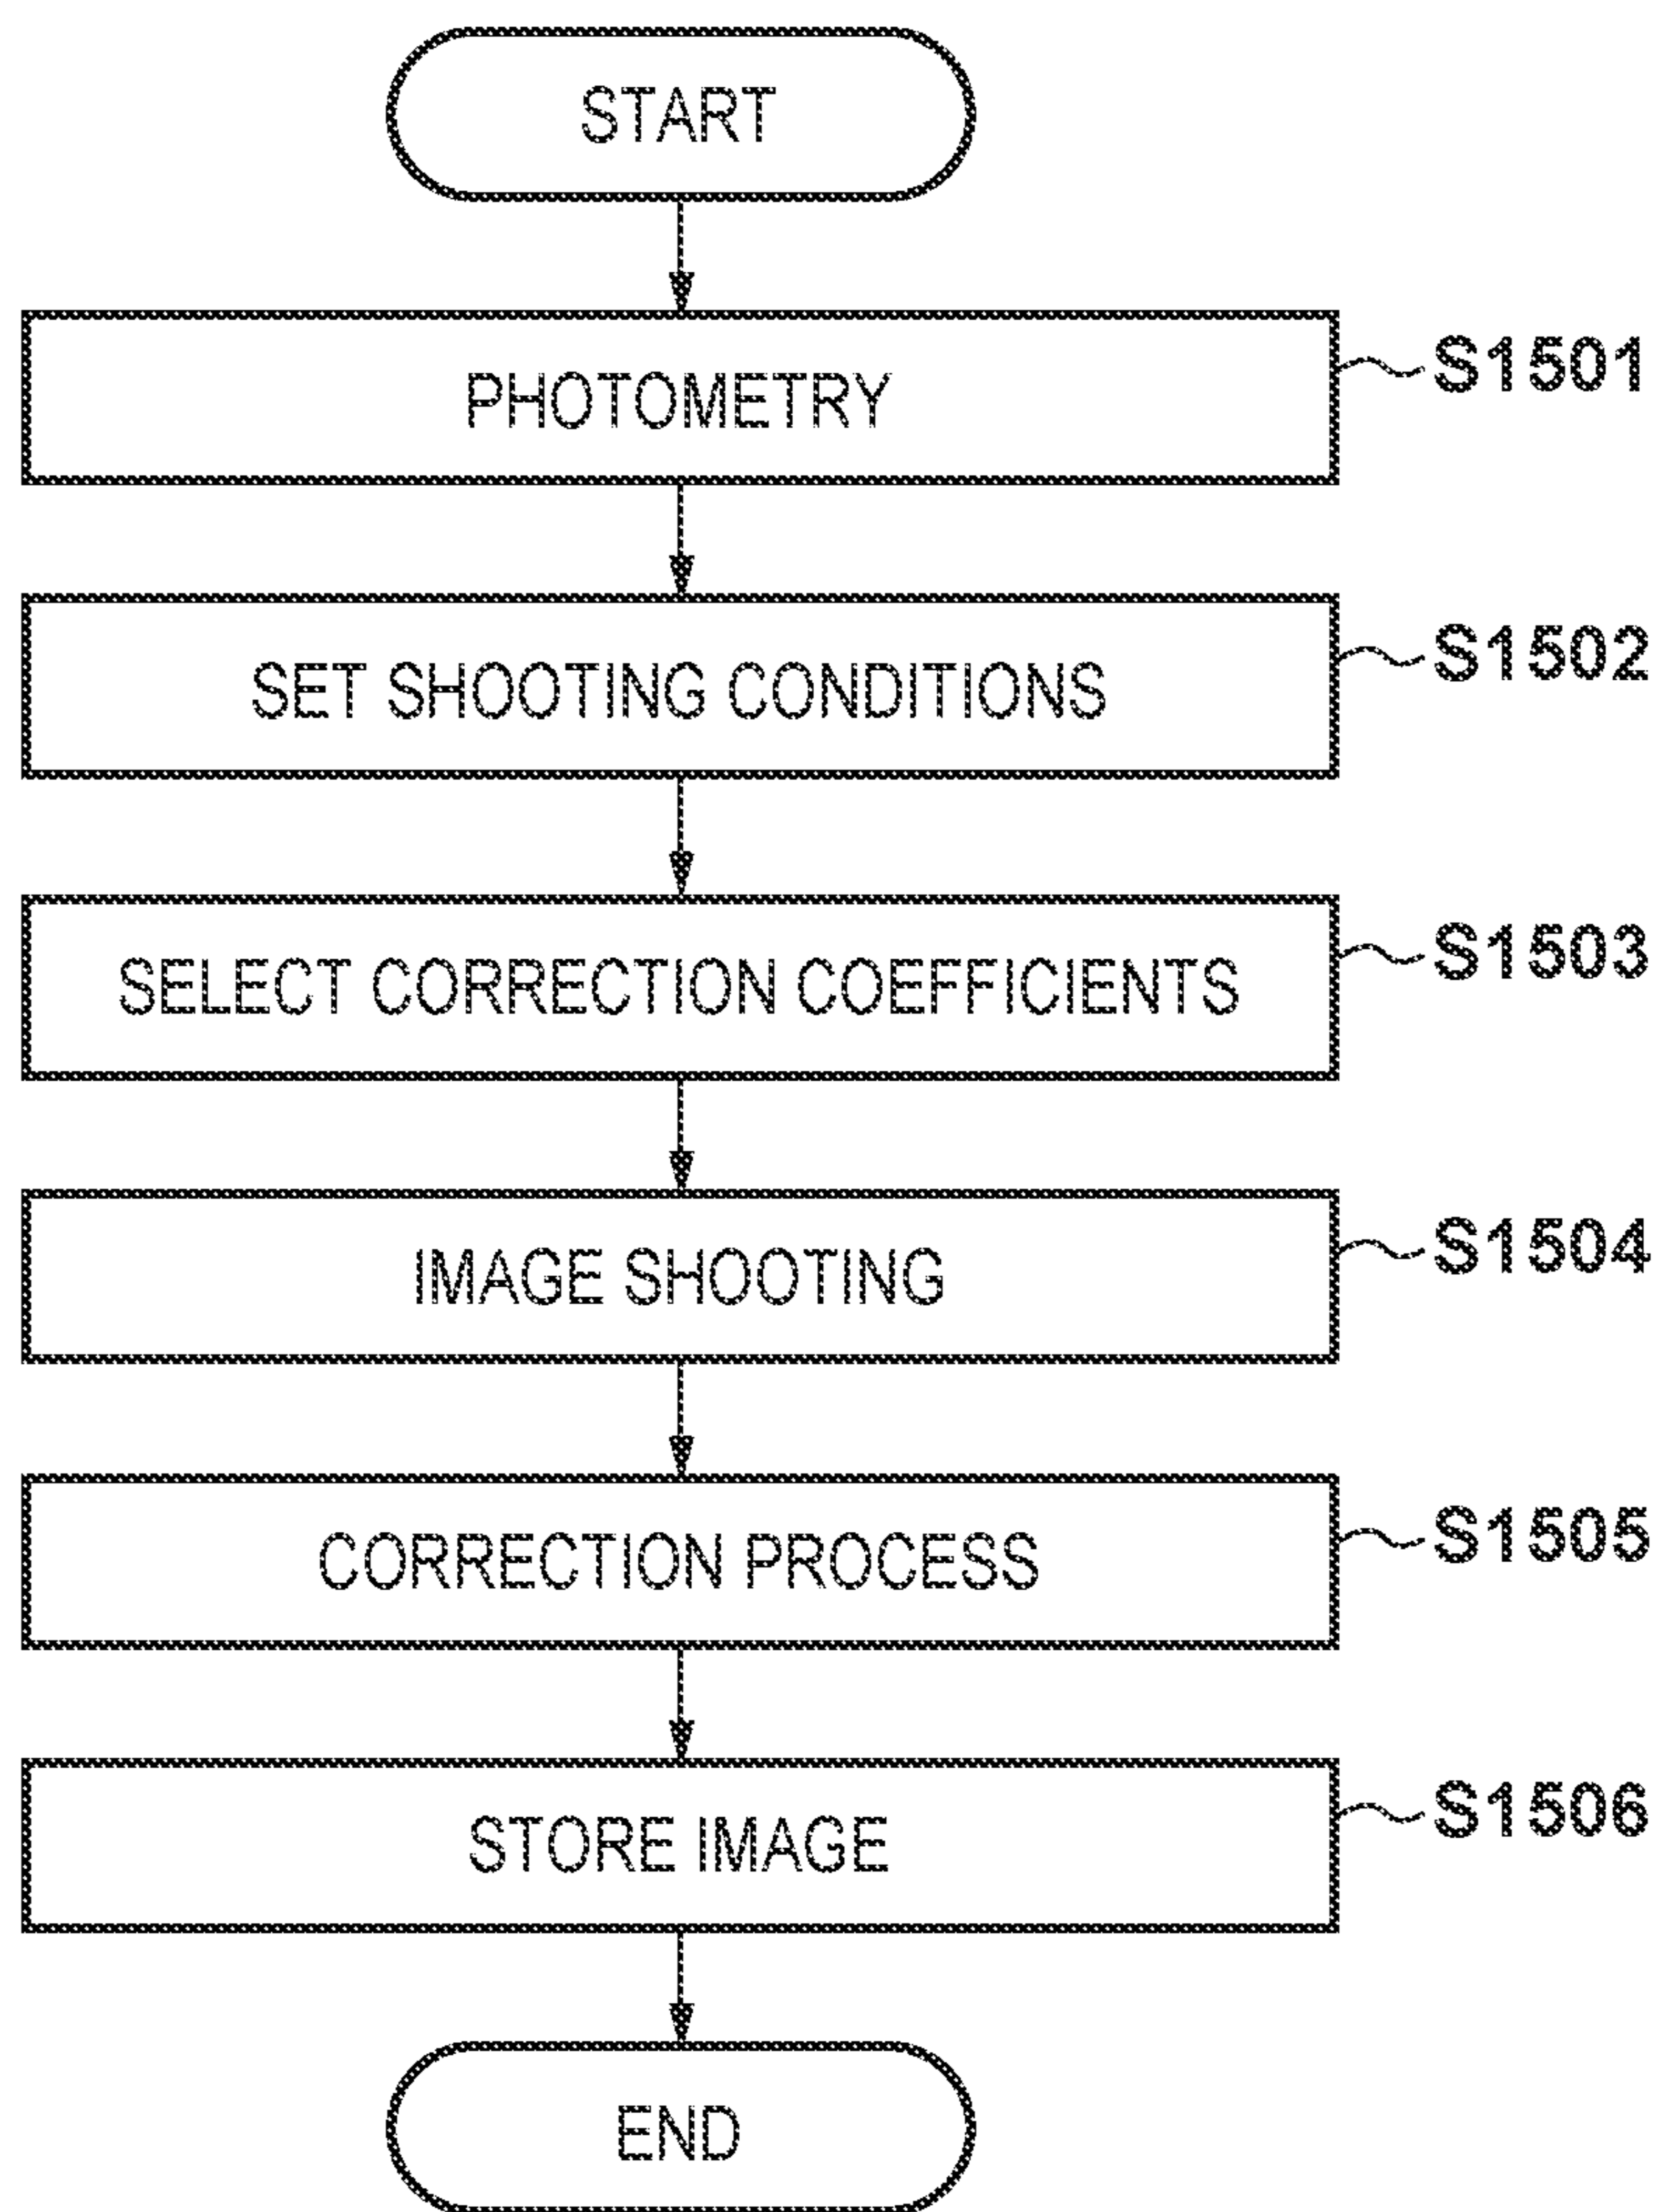 START
PHOTOMETRY
S1501
SET SHOOTING CONDITIONS
S1502
SELECT CORRECTION COEFFICIENTS
S1503
IMAGE SHOOTING
S1504
CORRECTION PROCESS
S1505
STORE IMAGE
S1506
END